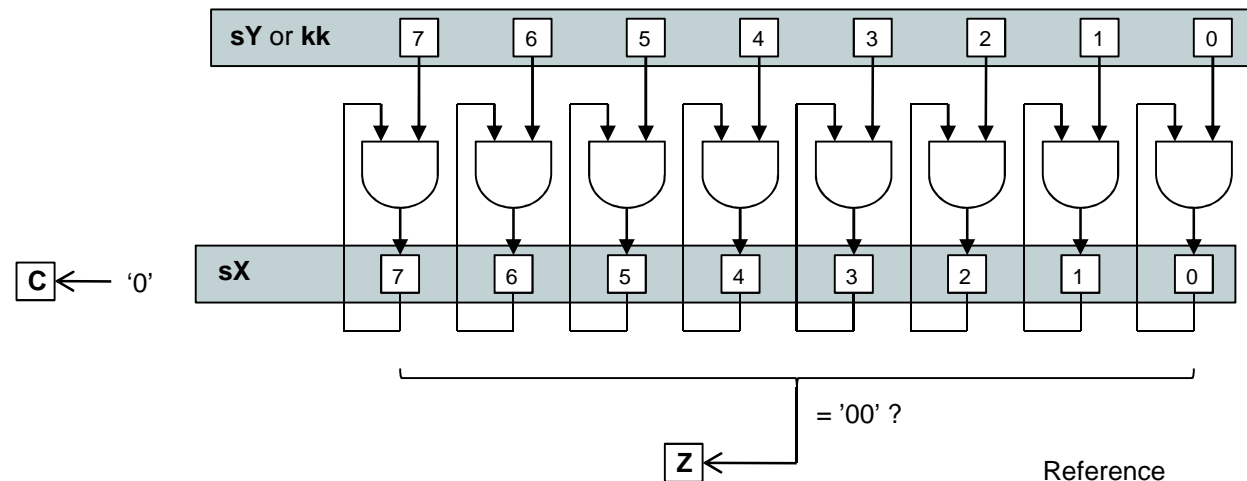 sY or kk 7 6 5 4 3 2 1 0
sX 7 6 5 4 3 2 1 0
C ‘0’
= ’00’ ?
Z
Reference